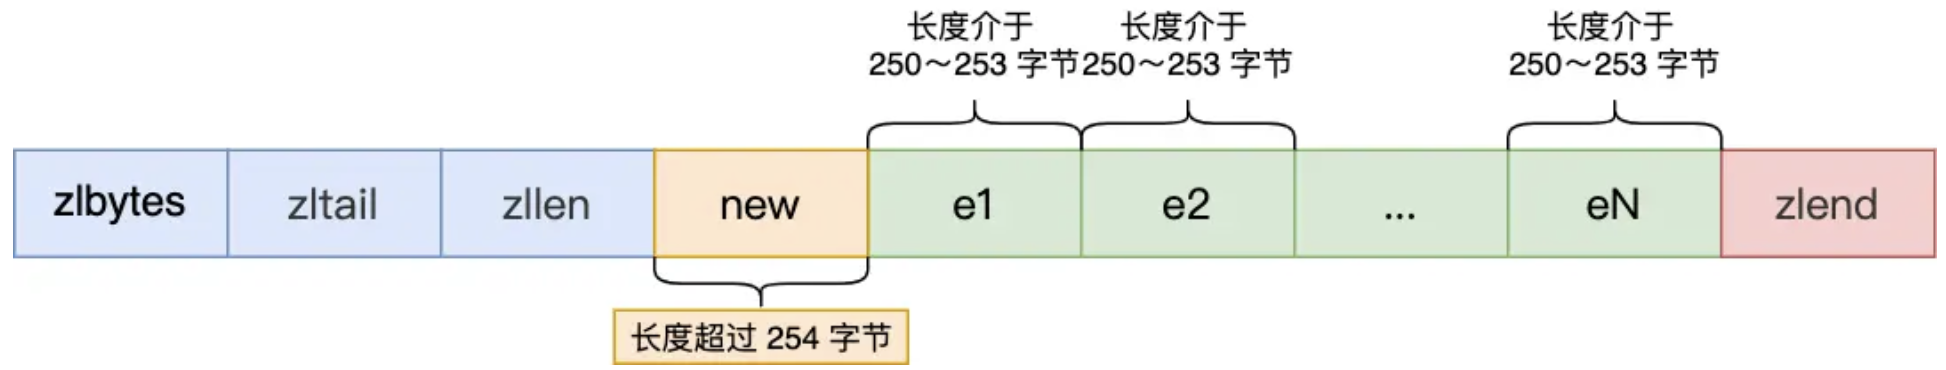 长度介于
250～253 字节
长度介于
250～253 字节
长度介于
250～253 字节
zlbytes
zltail
zllen
new
e1
e2
...
eN
zlend
长度超过 254 字节